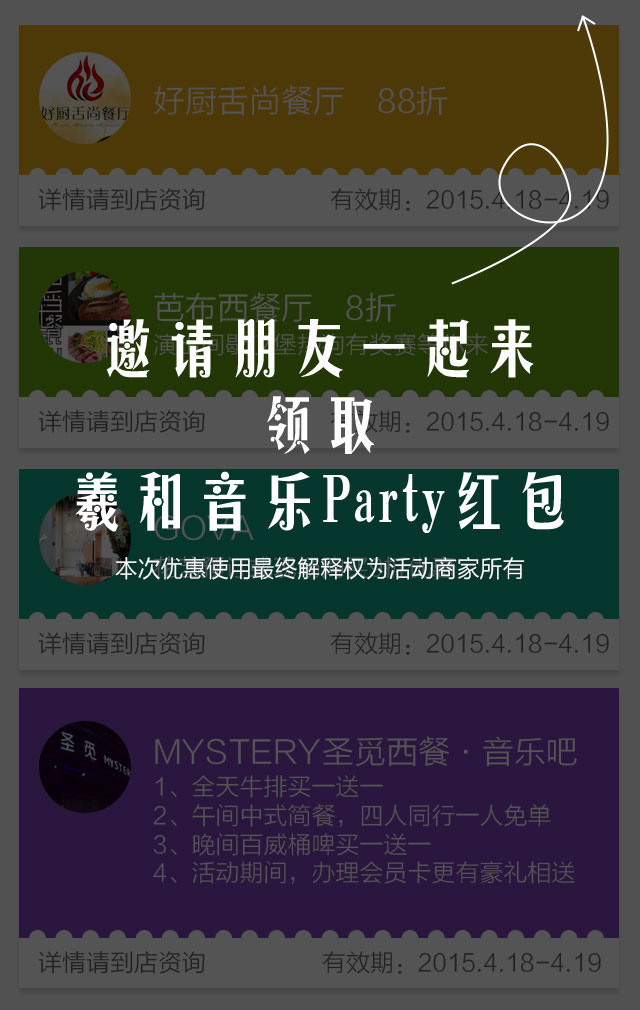 好厨舌尚餐厅
好厨舌尚餐厅 88折
详情请到店资询
有效期：2015.4.18-4.19
芭布西餐厅 8折
邀请朋友一起来
领取
羲和音乐Party红包
本次优惠使用最终解释权为活动商家所有
详情请到店资询
有效期：2015.4.18-4.19
GOVA
详情请到店资询
有效期：2015.4.18-4.19
圣觅 MYSTERY
MYSTERY圣觅西餐·音乐吧
1、全天牛排买一送一
2、午间中式简餐，四人同行一人免单
3、晚间百威桶啤买一送一
4、活动期间，办理会员卡更有豪礼相送
详情请到店资询
有效期：2015.4.18-4.19